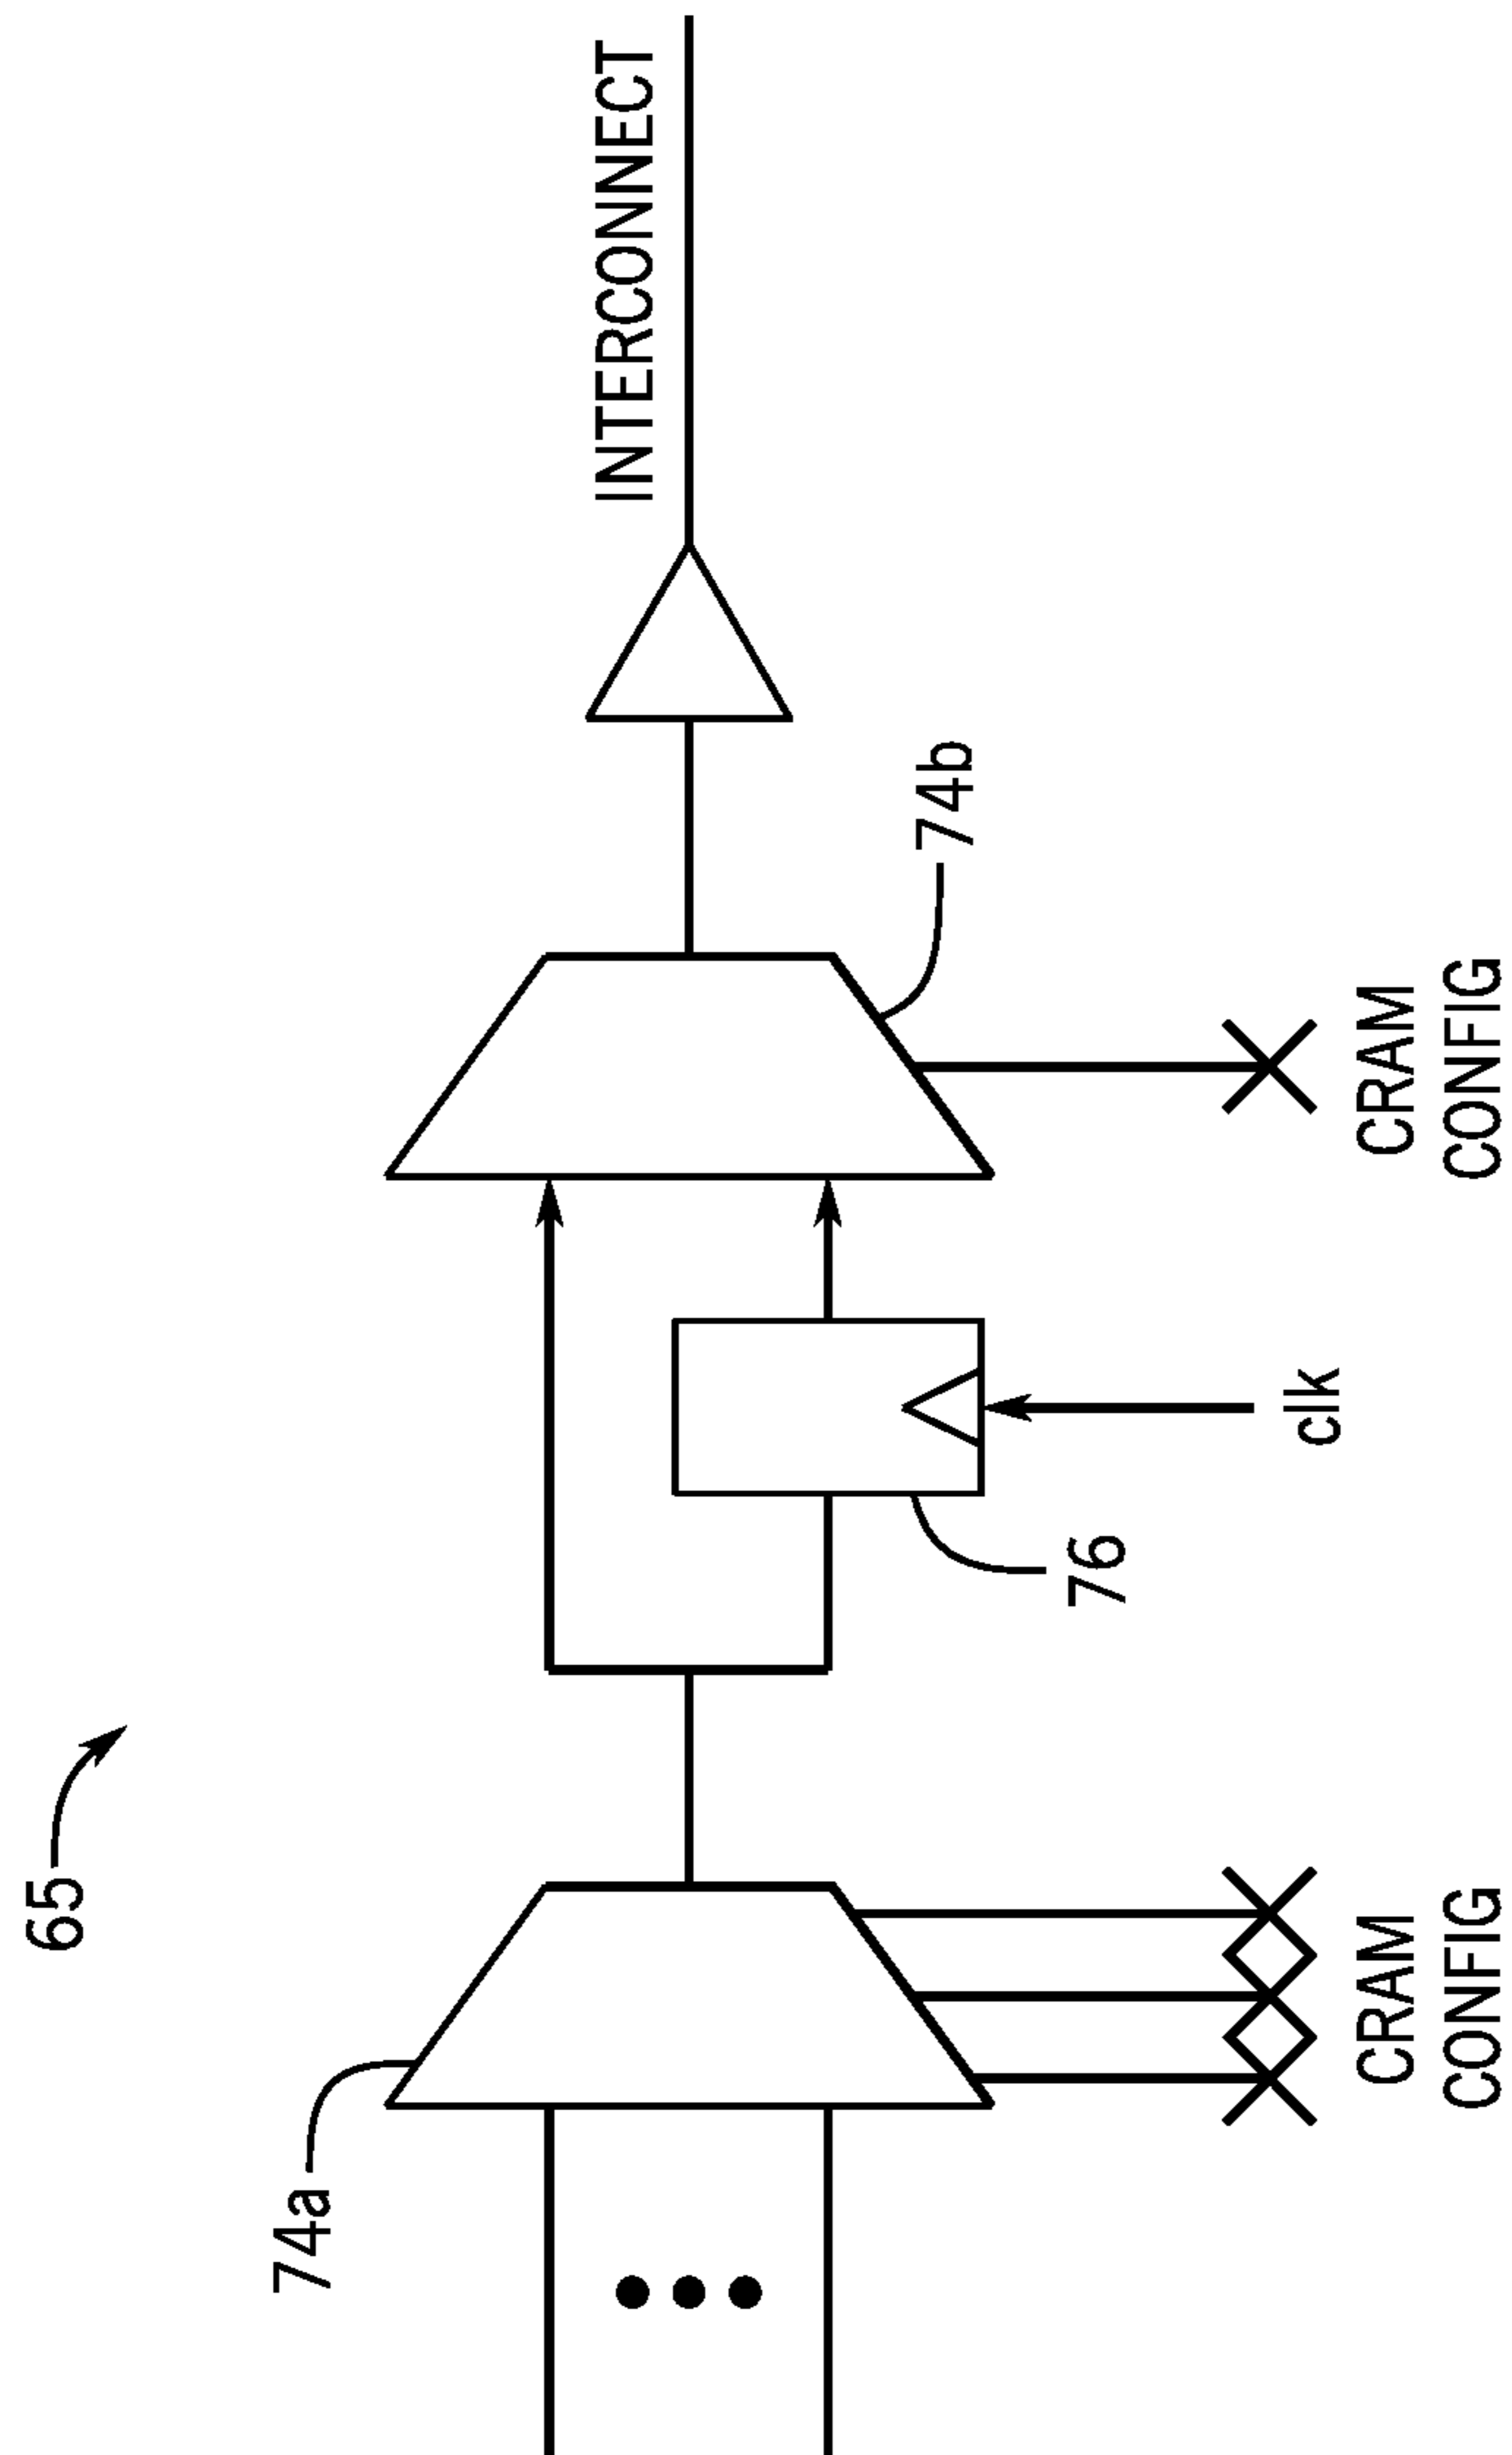 65
74a
CRAM
CONFIG
76
clk
74b
CRAM
CONFIG
INTERCONNECT